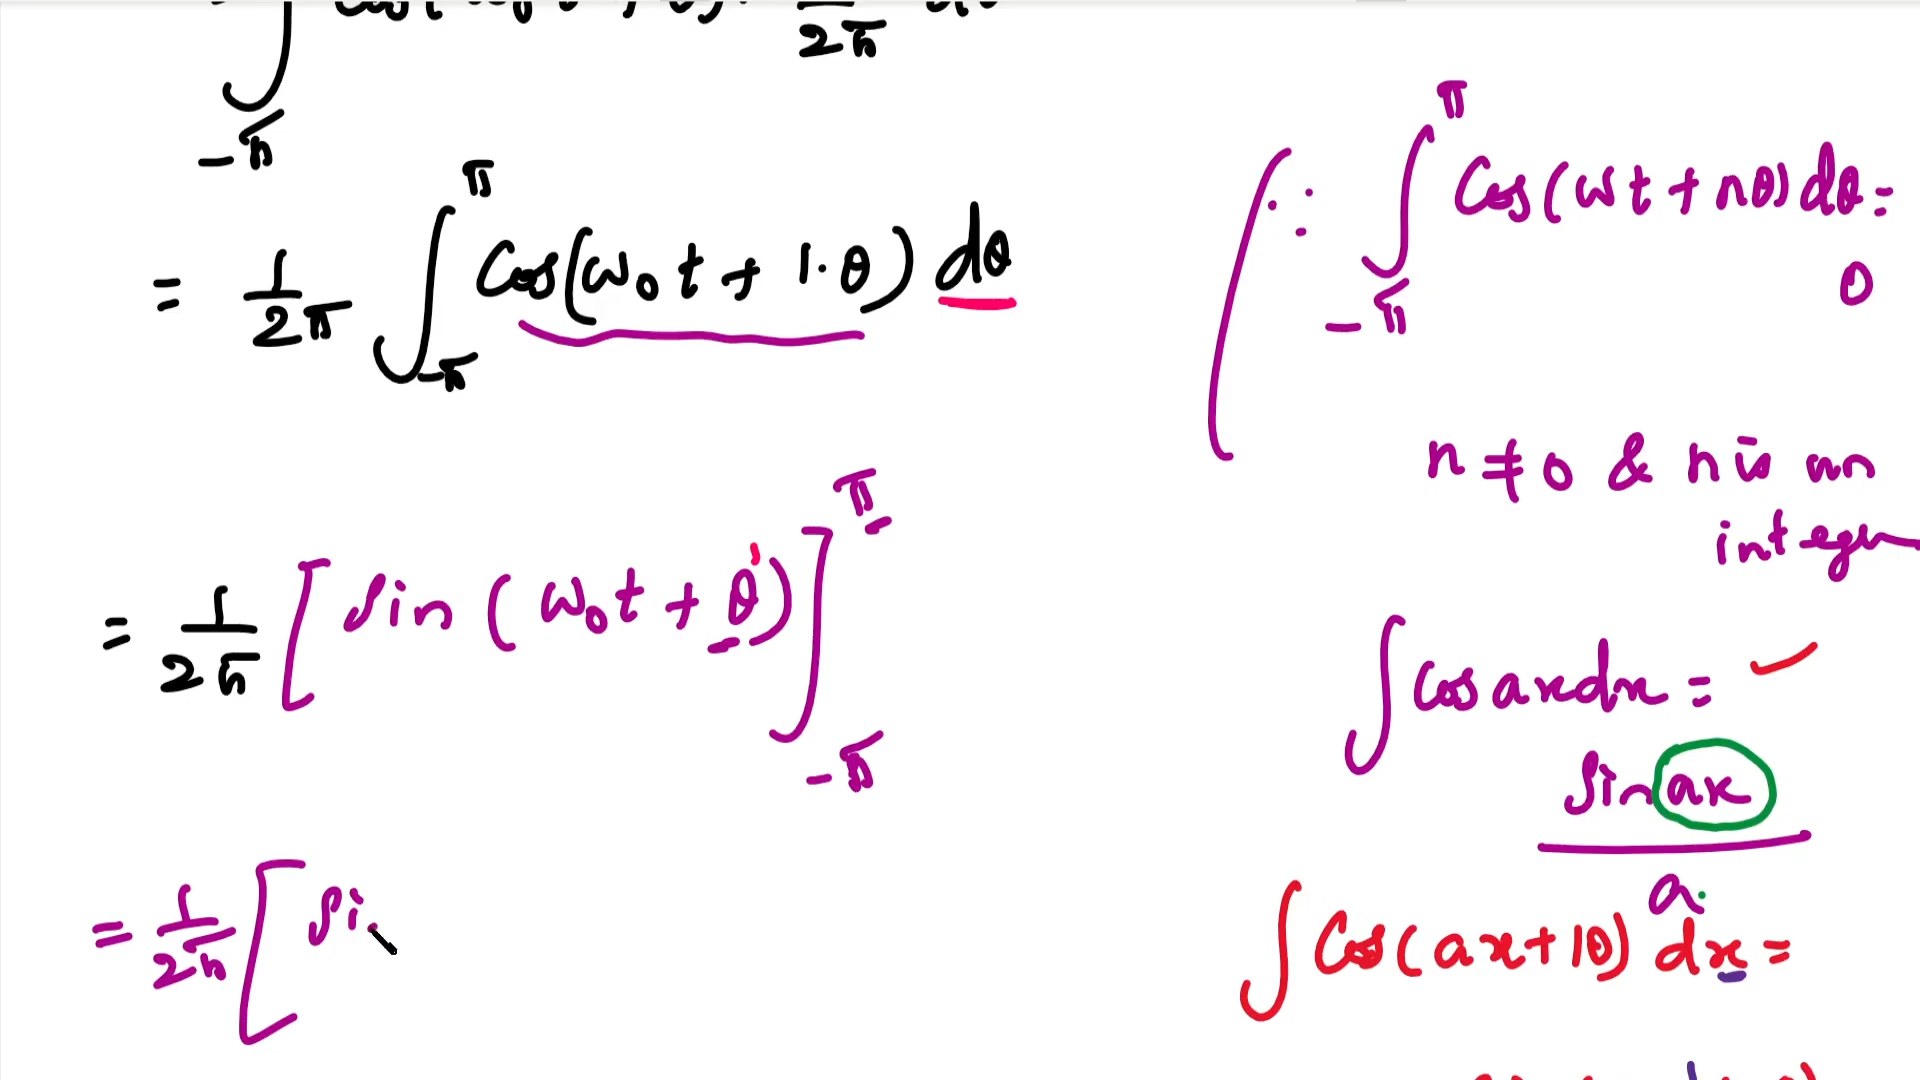 -π
= 1/2π ∫_{-π}^{π} Cos(ω₀t + 1·θ) dθ
= 1/2π [Sin (ω₀t + θ)]_{-π}^{π}
= 1/2π [Si
(∵ ∫_{-π}^{π} Cos(ωt + nθ) dθ =
0
n ≠ 0 & n is an
integer
∫ Cos ax dx =
Sin ax / a
∫ Cos(ax + 10) dx =